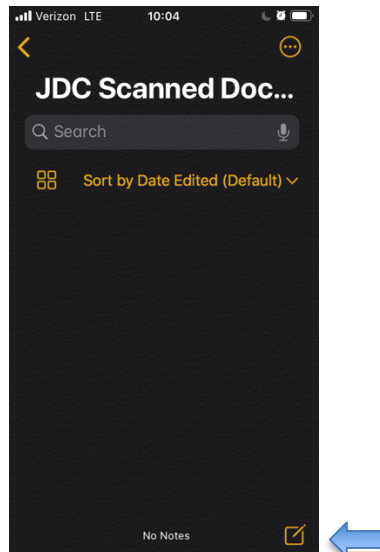 Verizon LTE 10:04
JDC Scanned Doc...
Search
Sort by Date Edited (Default)
No Notes